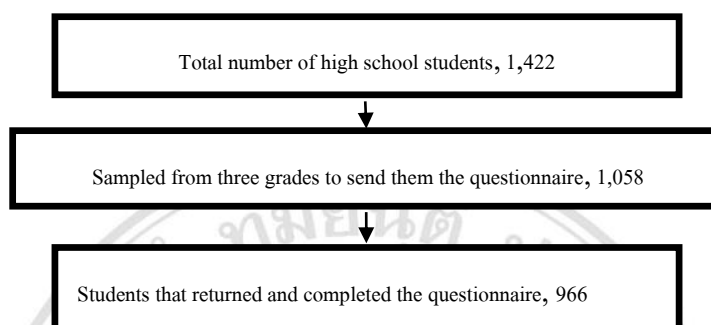 Total number of high school students, 1,422
Sampled from three grades to send them the questionnaire, 1,058
Students that returned and completed the questionnaire, 966